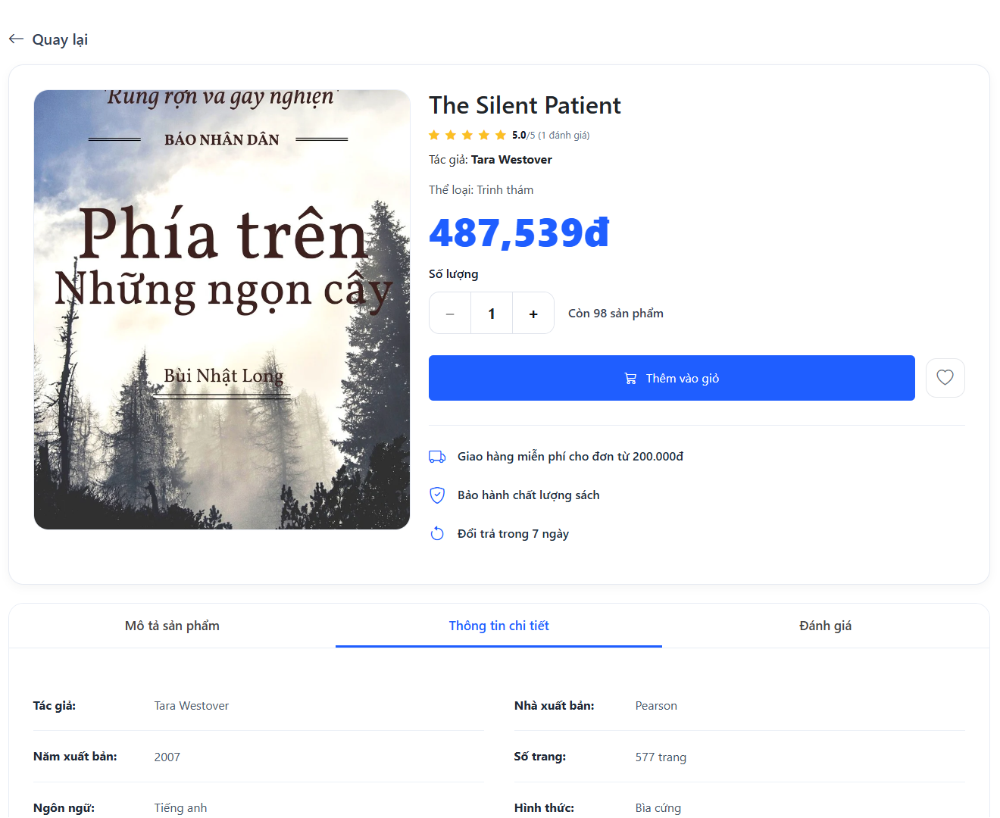 Quay lại
"Rùng rợn và gây nghiện"
BÁO NHÂN DÂN
Phía trên
Những ngọn cây
Bùi Nhật Long
The Silent Patient
5.0/5 (1 đánh giá)
Tác giả: Tara Westover
Thể loại: Trinh thám
487,539đ
Số lượng
− 1 + Còn 98 sản phẩm
Thêm vào giỏ
Giao hàng miễn phí cho đơn từ 200.000đ
Bảo hành chất lượng sách
Đổi trả trong 7 ngày
Mô tả sản phẩm Thông tin chi tiết Đánh giá
Tác giả: Tara Westover Nhà xuất bản: Pearson
Năm xuất bản: 2007 Số trang: 577 trang
Ngôn ngữ: Tiếng anh Hình thức: Bìa cứng